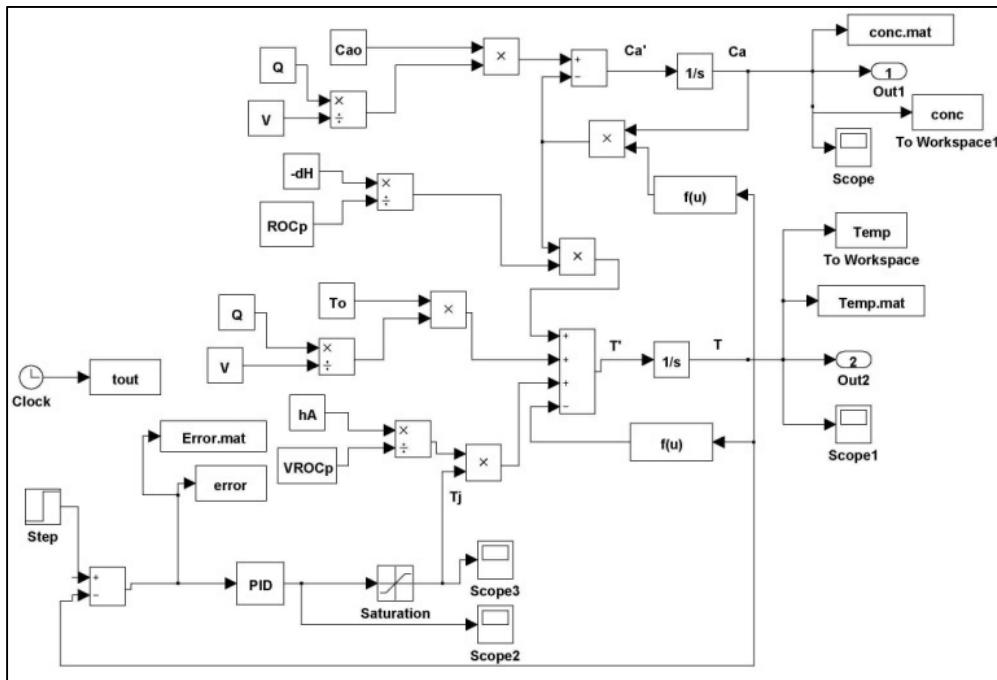 conc.mat
Cao
×
Ca'
Ca
+
−
1/s
1
Out1
Q
×
÷
V
conc
To Workspace1
×
Scope
-dH
×
÷
f(u)
ROCp
×
Temp
To Workspace
To
×
Temp.mat
Q
×
÷
V
+
+
+
−
T'
1/s
T
2
Out2
Clock
tout
hA
×
÷
VROCp
×
f(u)
Scope1
Error.mat
error
Tj
Step
+
−
PID
Saturation
Scope3
Scope2